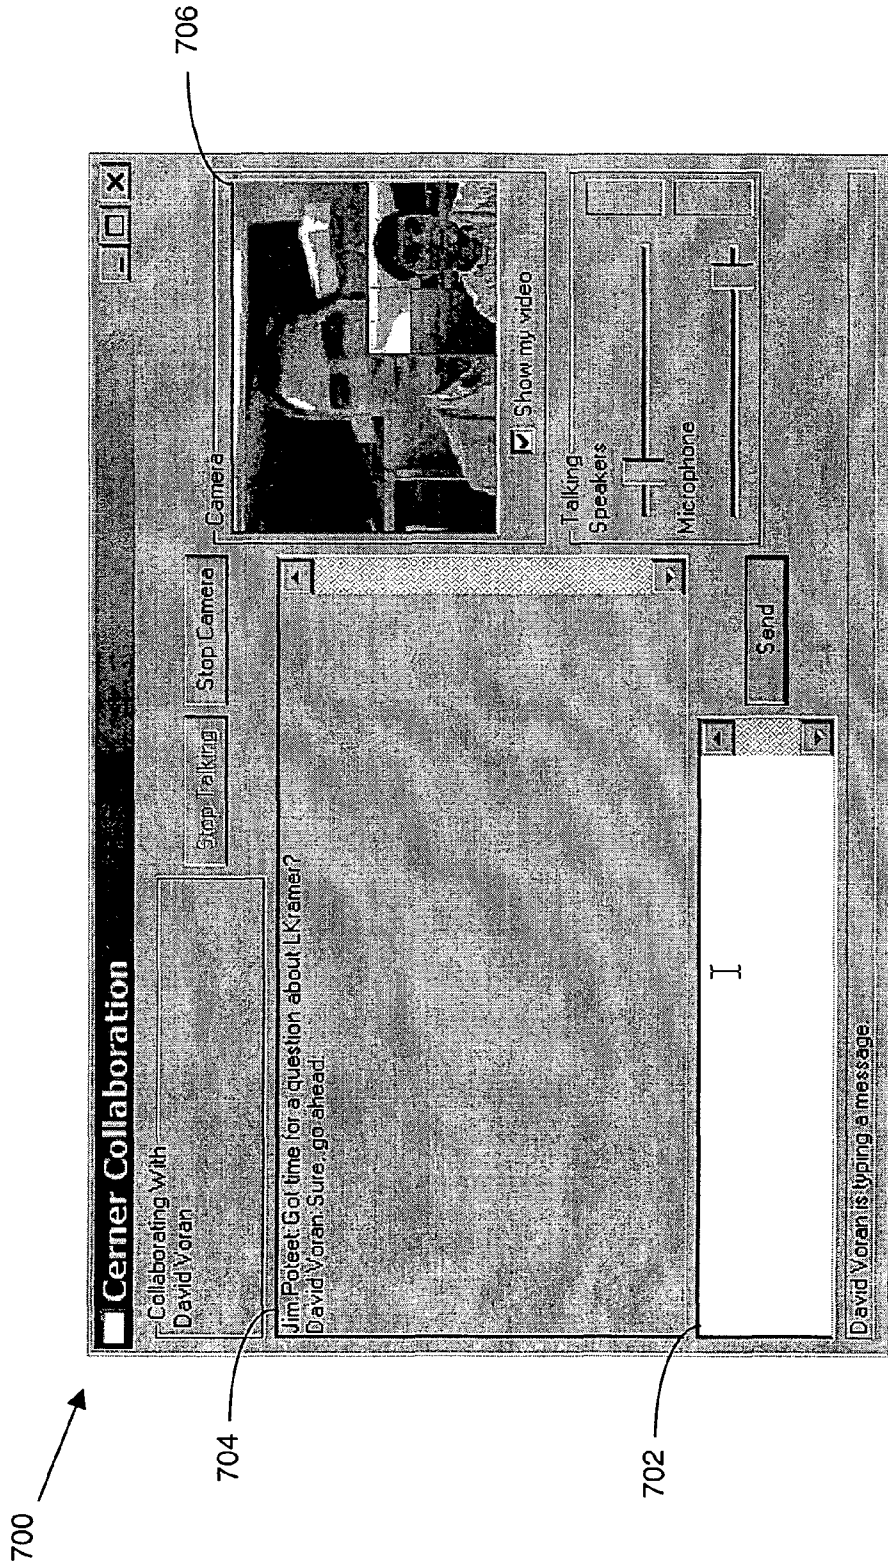 700
Cerner Collaboration
Collaborating With
David Voran
Stop Talking
Stop Camera
Camera
706
704
Jim Poteet Got time for a question about LKramer?
David Voran Sure, go ahead.
Show my video
Talking
Speakers
Microphone
702
Send
David Voran is typing a message.